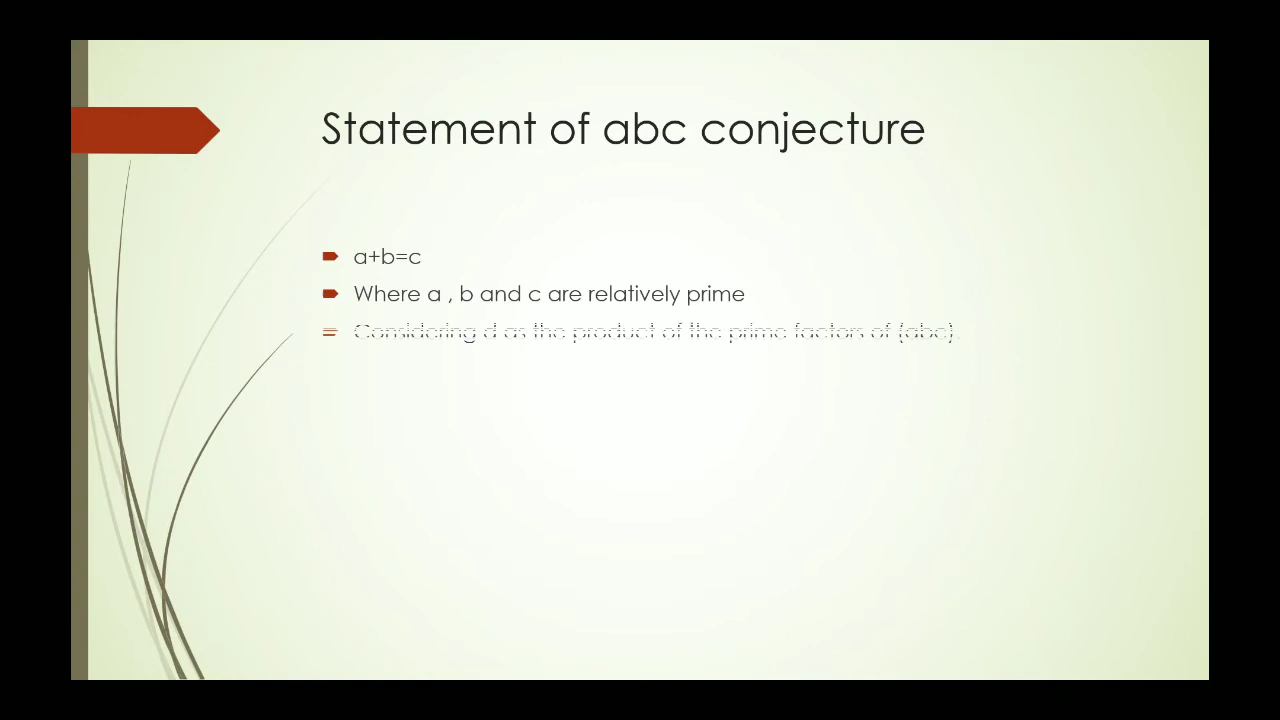 Statement of abc conjecture
a+b=c
Where a , b and c are relatively prime
Considering d as the product of the prime factors of (abc).